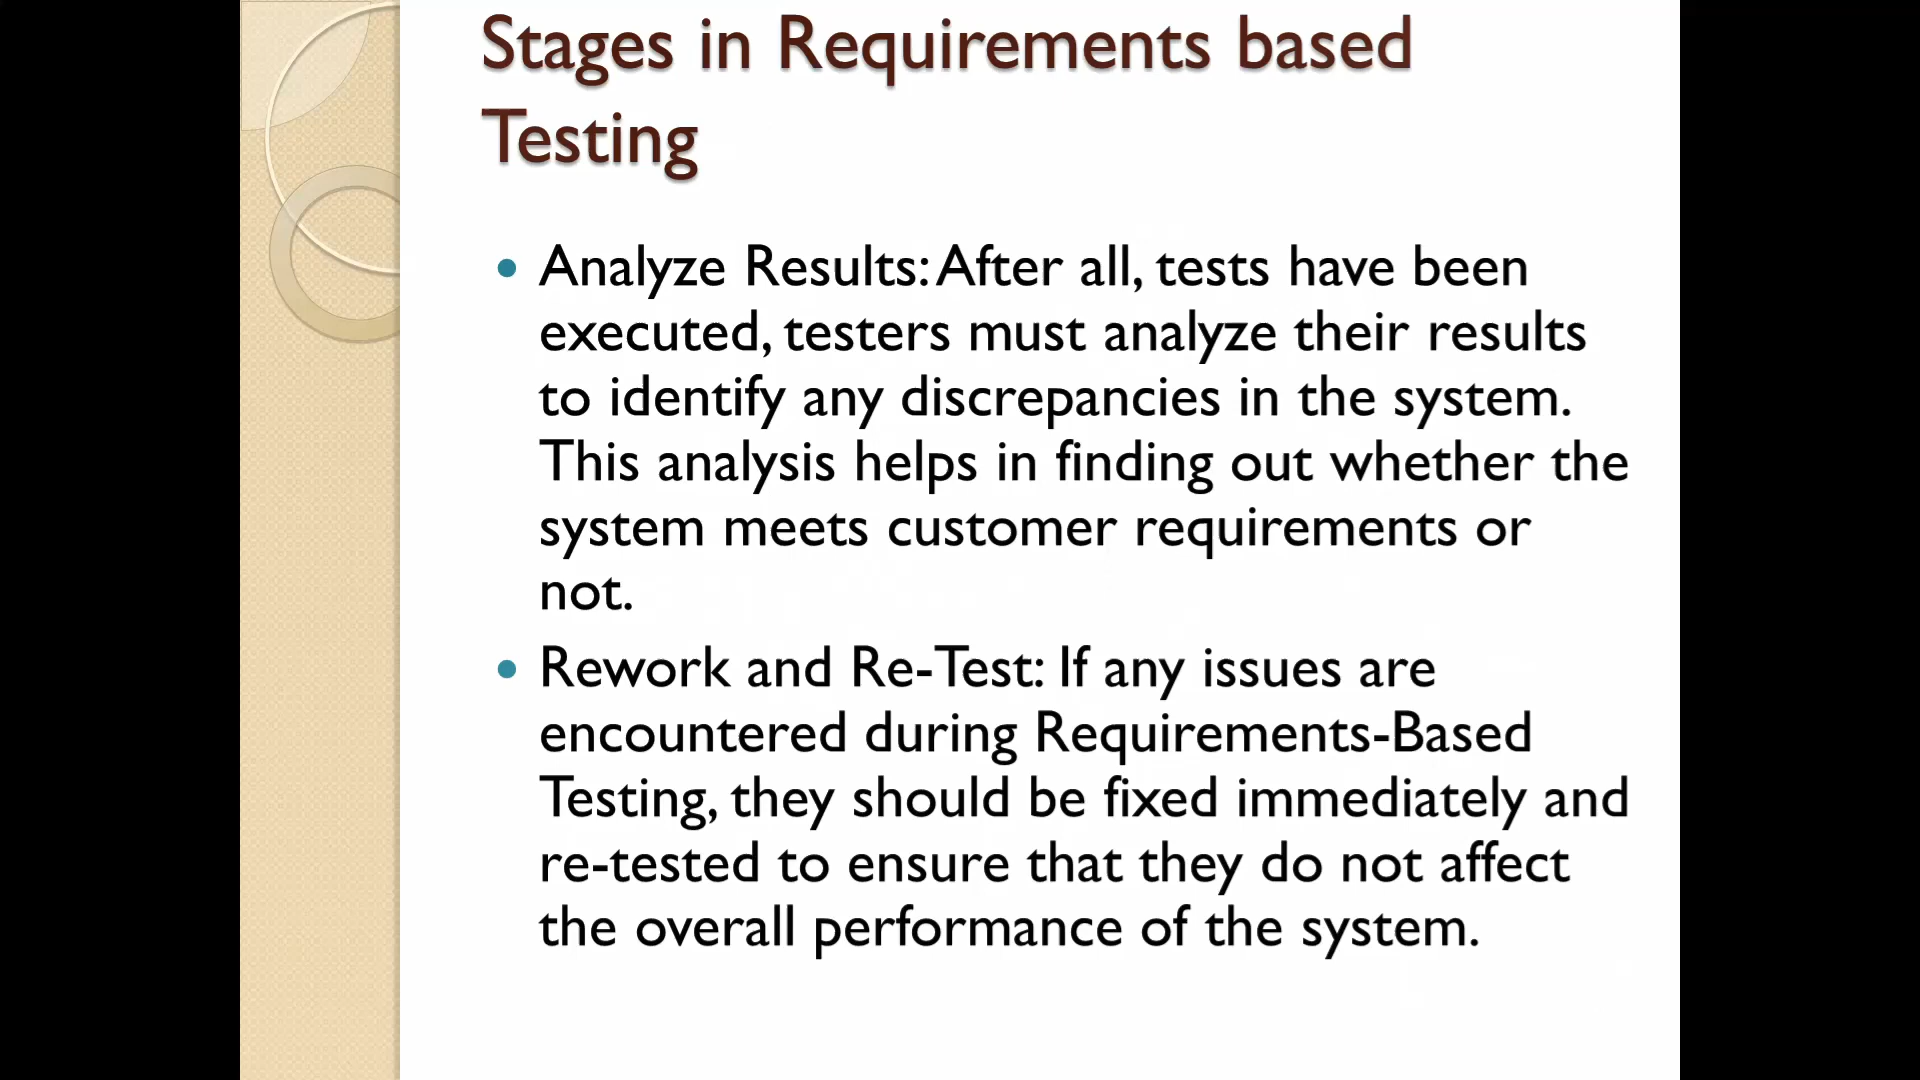 Stages in Requirements based
Testing
• Analyze Results: After all, tests have been
executed, testers must analyze their results
to identify any discrepancies in the system.
This analysis helps in finding out whether the
system meets customer requirements or
not.
• Rework and Re-Test: If any issues are
encountered during Requirements-Based
Testing, they should be fixed immediately and
re-tested to ensure that they do not affect
the overall performance of the system.